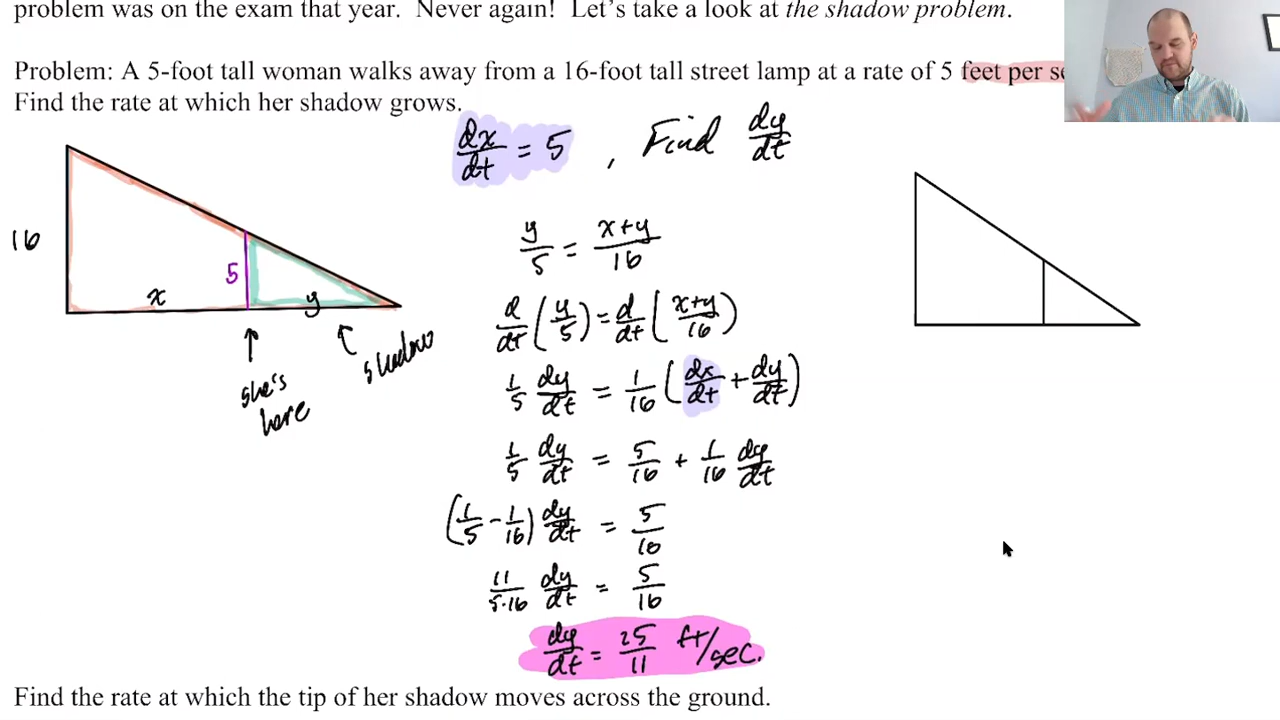 problem was on the exam that year. Never again! Let's take a look at the shadow problem.
Problem: A 5-foot tall woman walks away from a 16-foot tall street lamp at a rate of 5 feet per se
Find the rate at which her shadow grows.
dx/dt = 5 , Find dy/dt
16
5
x
y
she's
here
shadow
y/5 = x+y/16
d/dt (y/5) = d/dt (x+y/16)
1/5 dy/dt = 1/16 (dx/dt + dy/dt)
1/5 dy/dt = 5/16 + 1/16 dy/dt
(1/5 - 1/16) dy/dt = 5/16
11/5·16 dy/dt = 5/16
dy/dt = 25/11 ft/sec.
Find the rate at which the tip of her shadow moves across the ground.